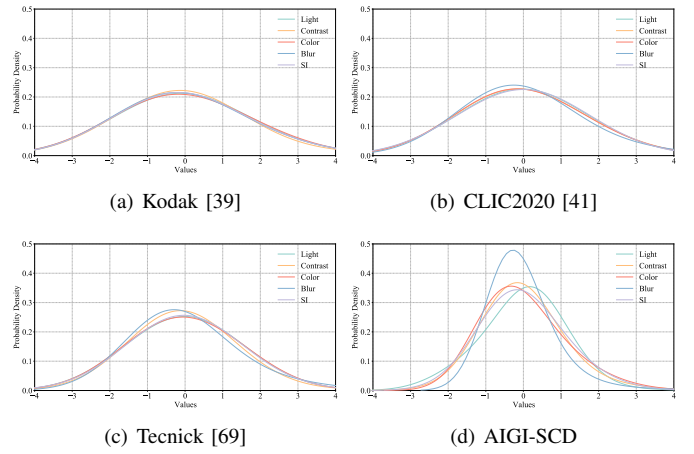 0.5
0.4
0.3
0.2
0.1
0.0
Probability Density
−4 −3 −2 −1 0 1 2 3 4
Values
Light
Contrast
Color
Blur
SI
(a) Kodak [39]
0.5
0.4
0.3
0.2
0.1
0.0
Probability Density
−4 −3 −2 −1 0 1 2 3 4
Values
Light
Contrast
Color
Blur
SI
(b) CLIC2020 [41]
0.5
0.4
0.3
0.2
0.1
0.0
Probability Density
−4 −3 −2 −1 0 1 2 3 4
Values
Light
Contrast
Color
Blur
SI
(c) Tecnick [69]
0.5
0.4
0.3
0.2
0.1
0.0
Probability Density
−4 −3 −2 −1 0 1 2 3 4
Values
Light
Contrast
Color
Blur
SI
(d) AIGI-SCD